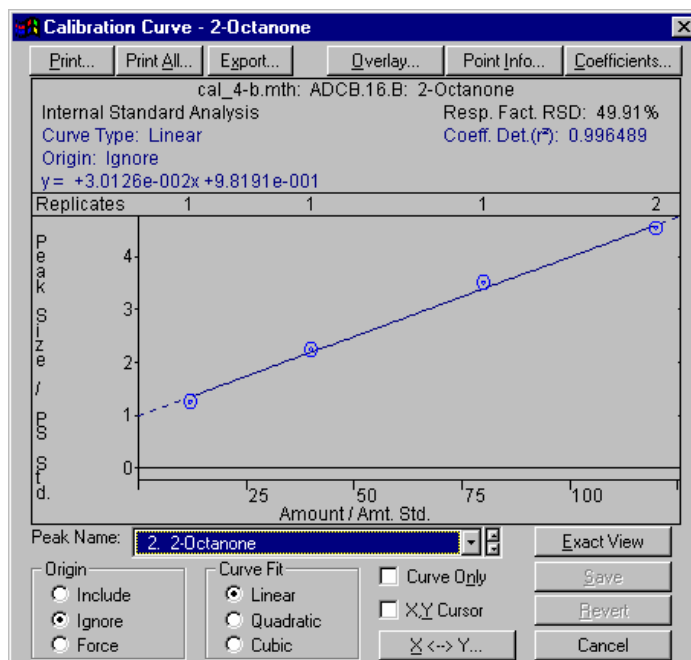 Calibration Curve - 2-Octanone
Print... Print All... Export... Overlay... Point Info... Coefficients...
cal_4-b.mth: ADCB.16.B: 2-Octanone
Internal Standard Analysis Resp. Fact. RSD: 49.91%
Curve Type: Linear Coeff. Det.(r²): 0.996489
Origin: Ignore
y = +3.0126e-002x +9.8191e-001
Replicates 1 1 1 2
Peak Size / PS Std.
4
3
2
1
0
25 50 75 100
Amount / Amt. Std.
Peak Name: 2. 2-Octanone Exact View
Origin Curve Fit Curve Only Save
Include Linear
Ignore Quadratic X,Y Cursor Revert
Force Cubic X <--> Y... Cancel